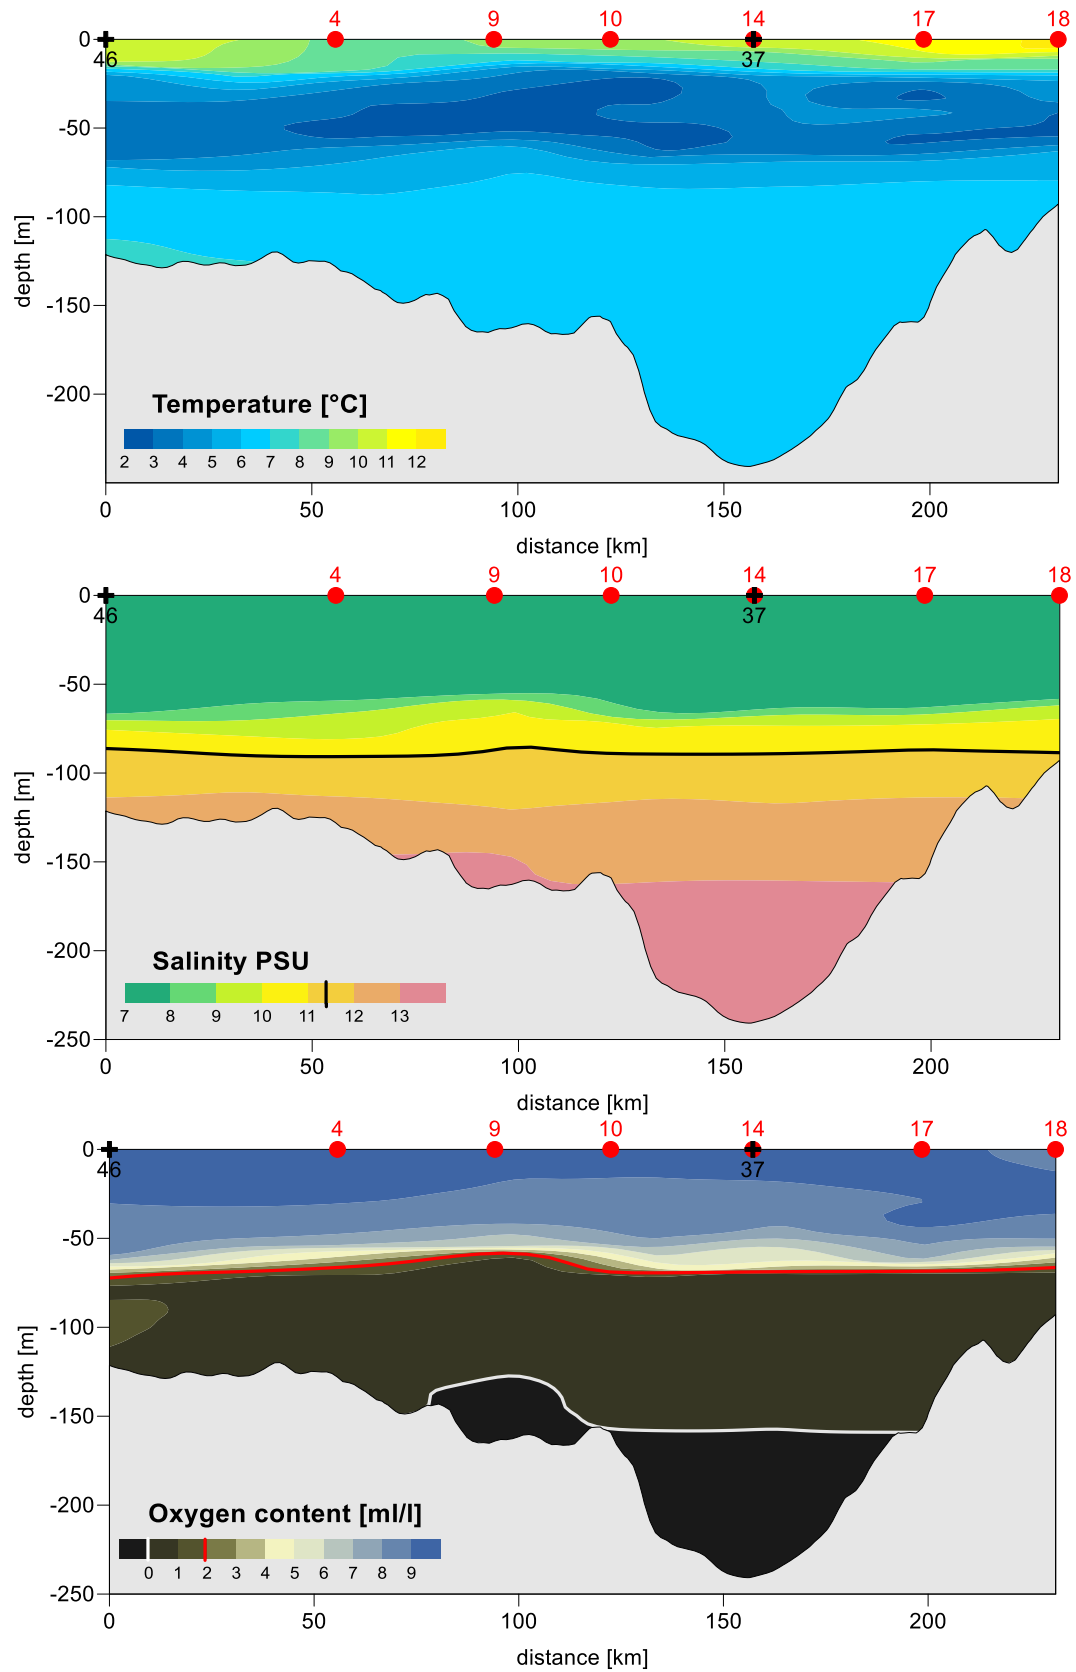 4 9 10 14 17 18
0
46 37
-50
-100
depth [m]
-150
-200
Temperature [°C]
2 3 4 5 6 7 8 9 10 11 12
0 50 100 150 200
distance [km]
4 9 10 14 17 18
0
46 37
-50
-100
depth [m]
-150
-200
Salinity PSU
7 8 9 10 11 12 13
-250
0 50 100 150 200
distance [km]
4 9 10 14 17 18
0
46 37
-50
-100
depth [m]
-150
-200
Oxygen content [ml/l]
0 1 2 3 4 5 6 7 8 9
-250
0 50 100 150 200
distance [km]